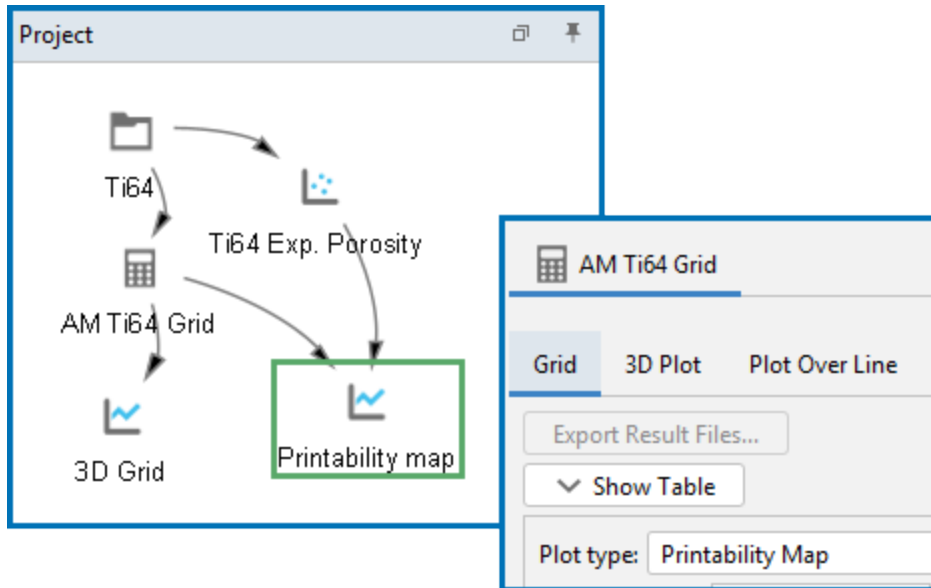 Project
Ti64
Ti64 Exp. Porosity
AM Ti64 Grid
3D Grid
Printability map
AM Ti64 Grid
Grid 3D Plot Plot Over Line
Export Result Files...
Show Table
Plot type: Printability Map